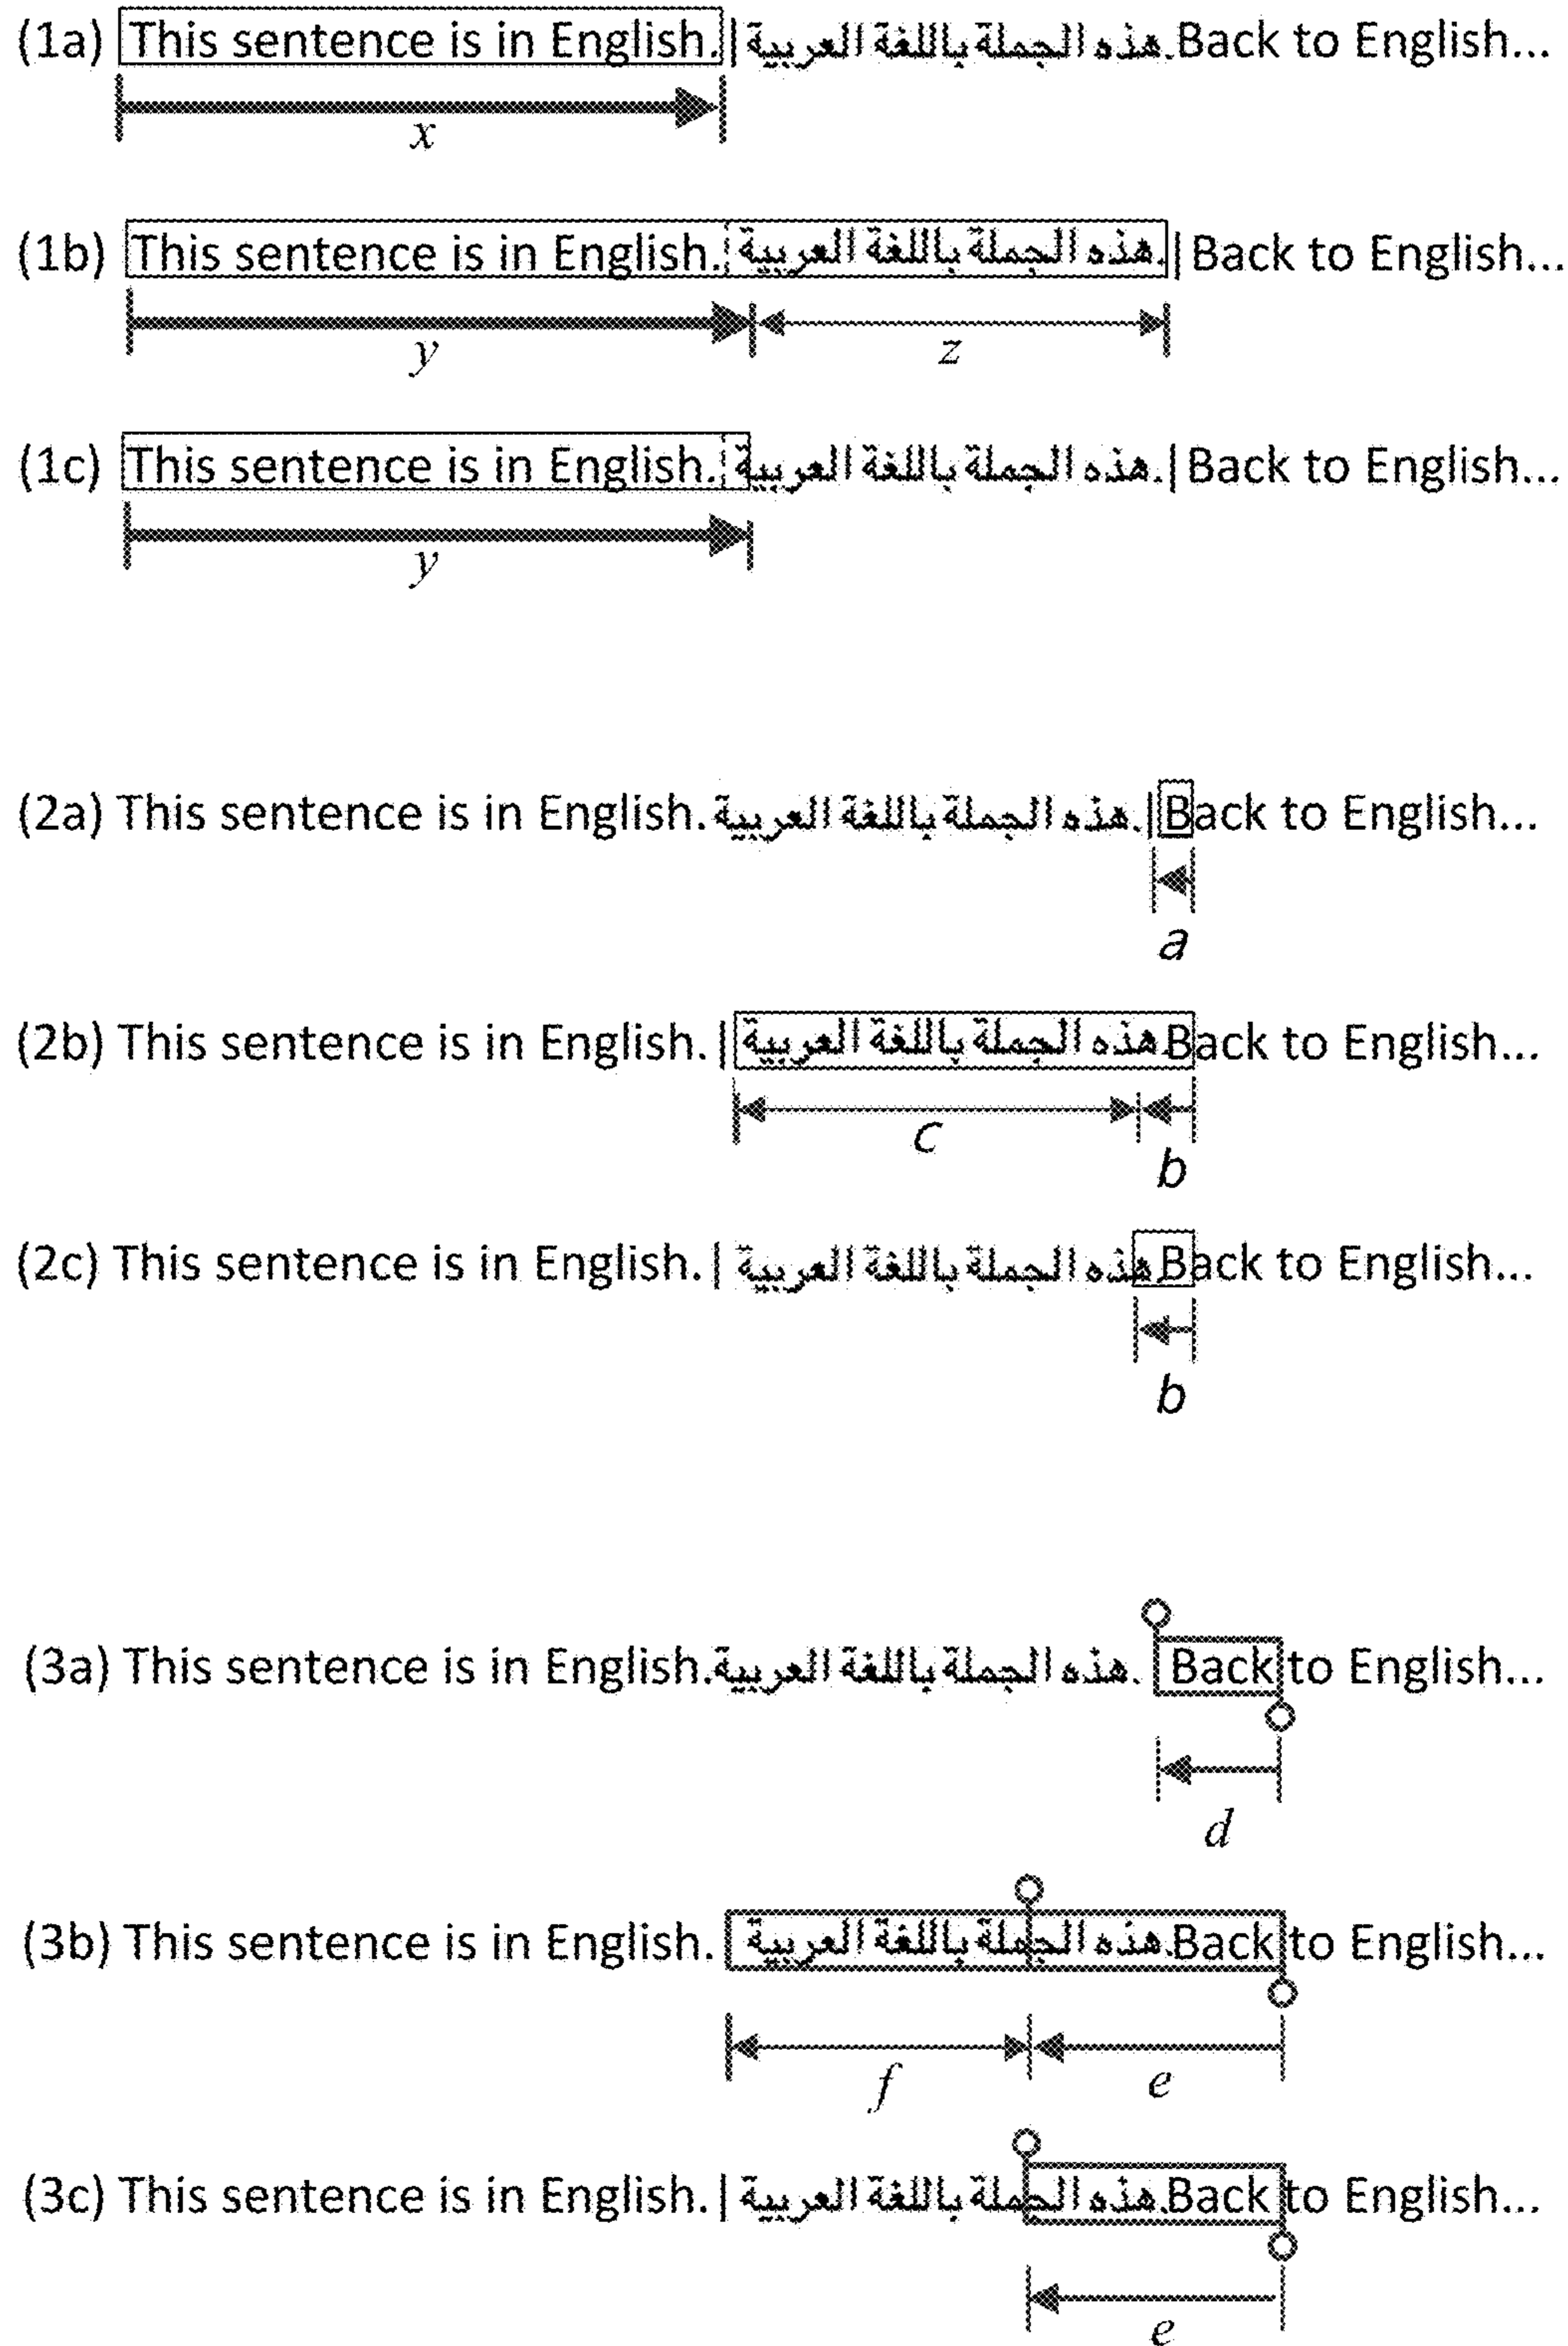 (1a) This sentence is in English.|هذه الجملة باللغة العربية.Back to English...
x
(1b) This sentence is in English.هذه الجملة باللغة العربية.|Back to English...
y z
(1c) This sentence is in English.هذه الجملة باللغة العربية.|Back to English...
y
(2a) This sentence is in English.هذه الجملة باللغة العربية.|Back to English...
a
(2b) This sentence is in English.|هذه الجملة باللغة العربية.Back to English...
c
b
(2c) This sentence is in English.|هذه الجملة باللغة العربية.Back to English...
b
(3a) This sentence is in English.هذه الجملة باللغة العربية. Back to English...
d
(3b) This sentence is in English. هذه الجملة باللغة العربية.Back to English...
f e
(3c) This sentence is in English.|هذه الجملة باللغة العربية.Back to English...
e